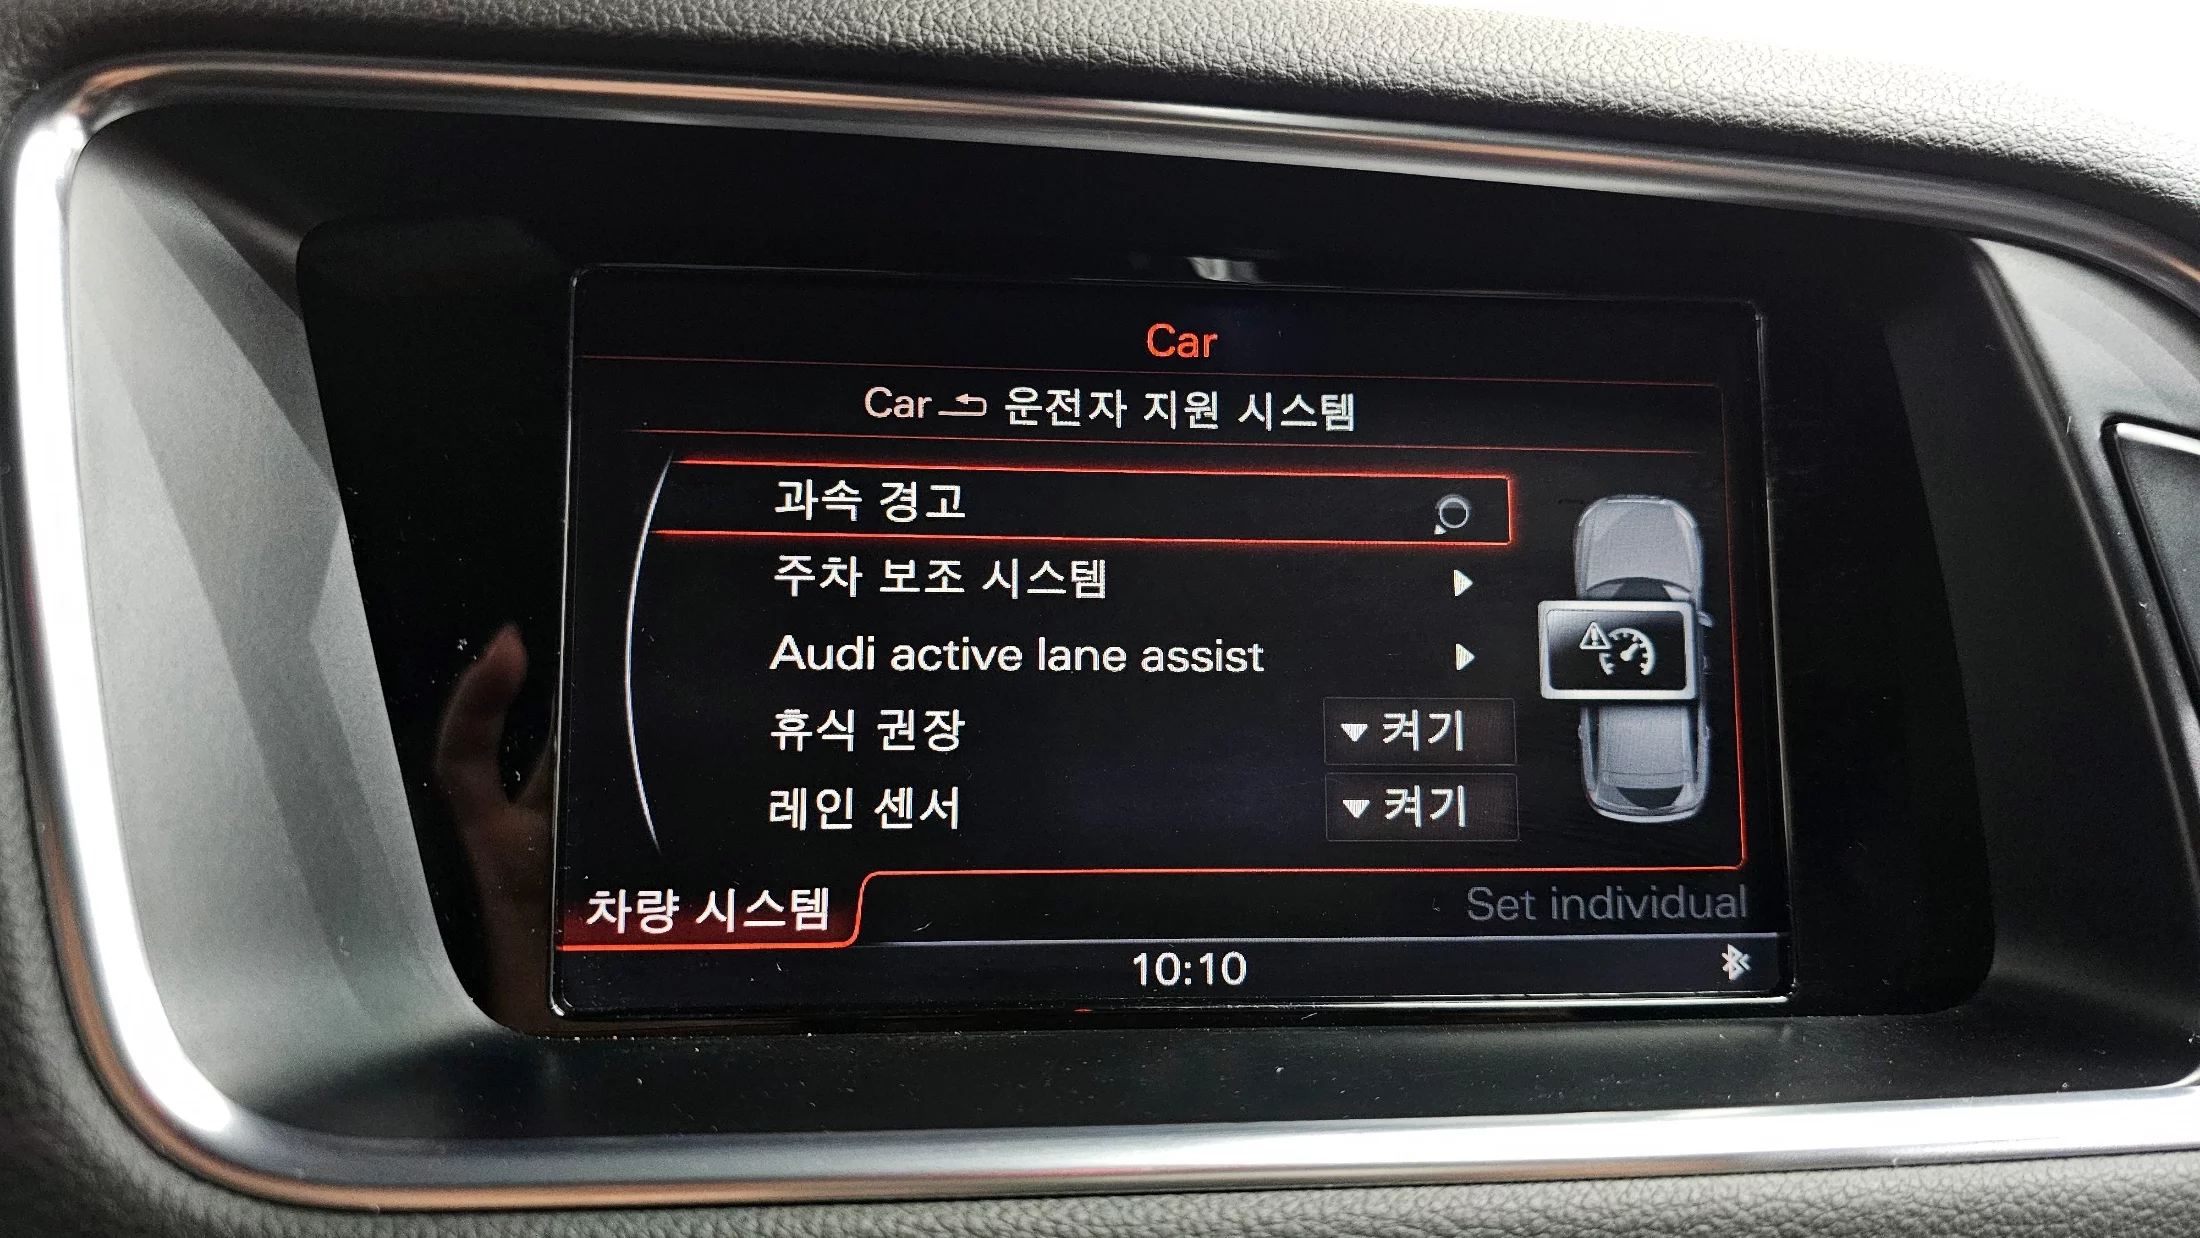 Car
Car 운전자 지원 시스템
과속 경고
주차 보조 시스템
Audi active lane assist
휴식 권장 켜기
레인 센서 켜기
차량 시스템 Set individual
10:10